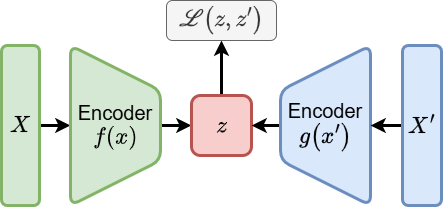 ℒ(z, z′)
X
Encoder
f(x)
z
Encoder
g(x′)
X′